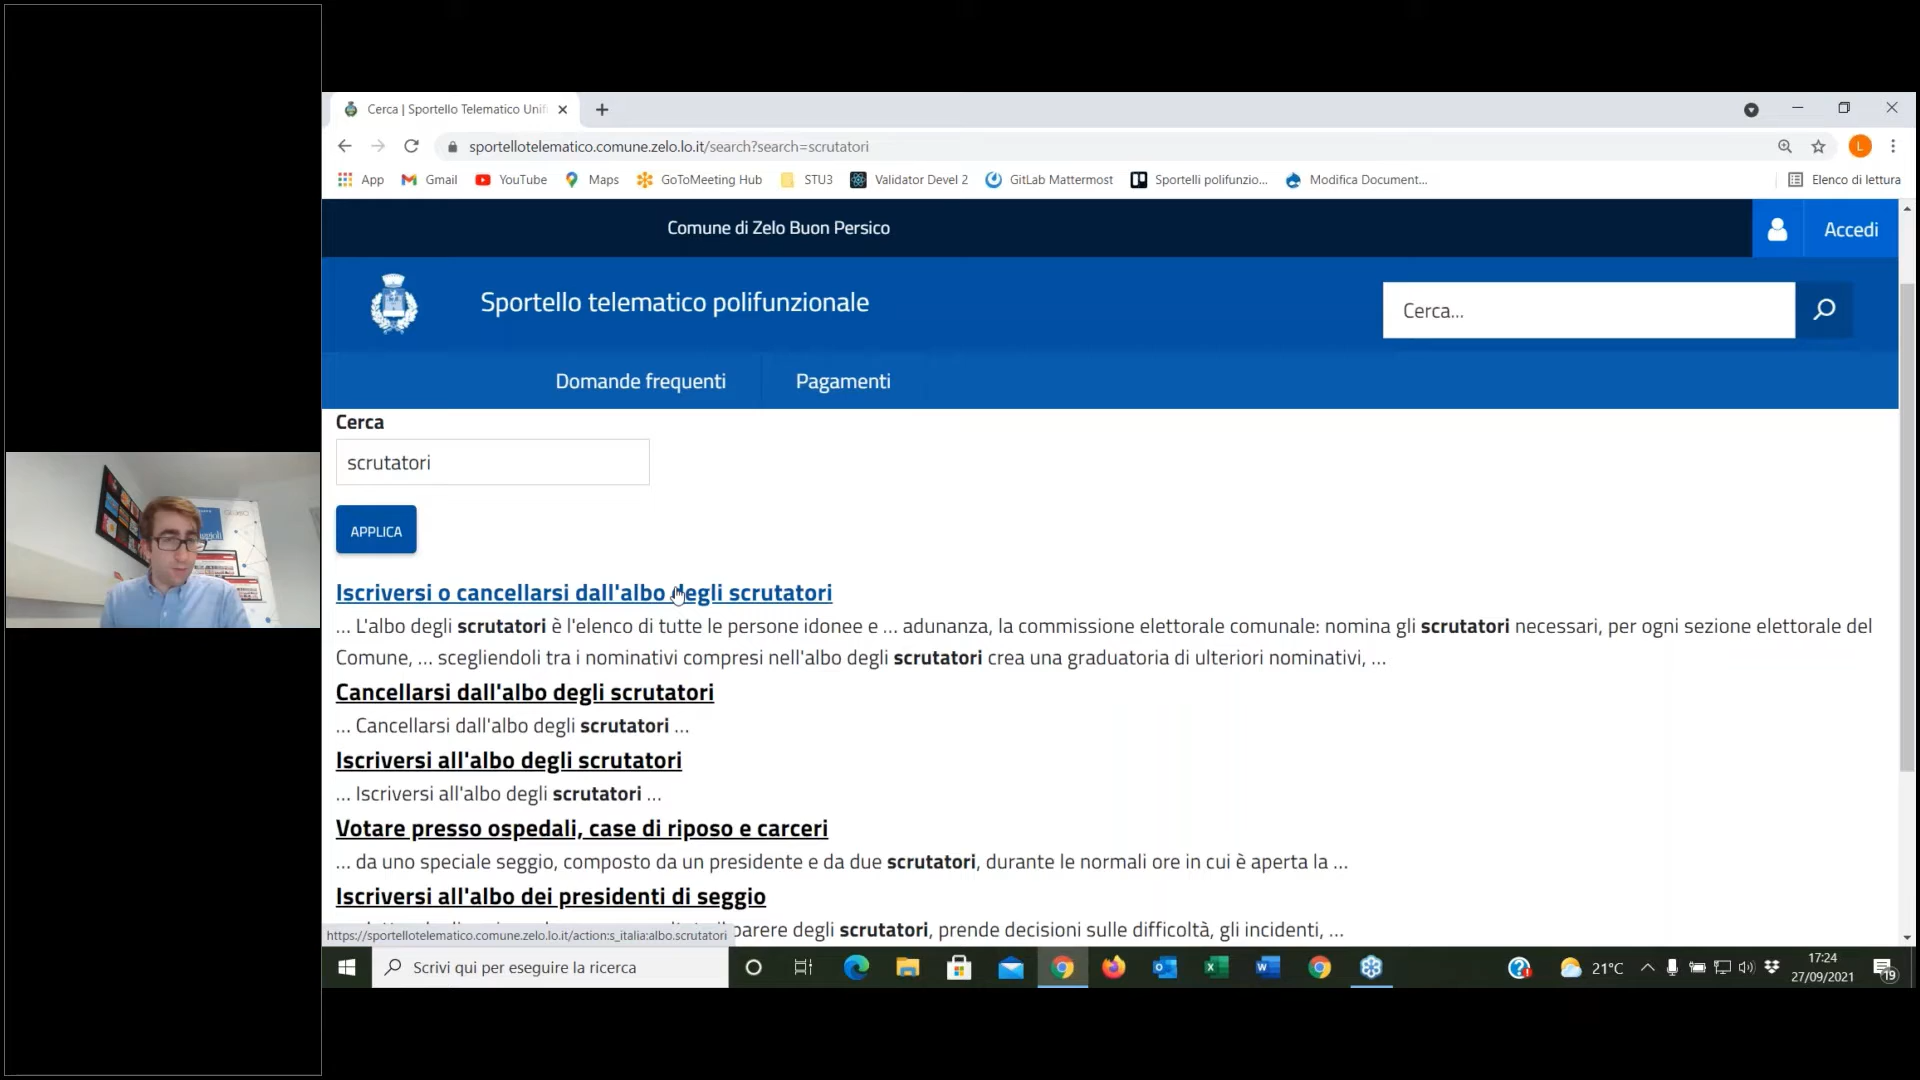 Cerca | Sportello Telematico Unif
sportellotelematico.comune.zelo.lo.it/search?search=scrutatori
L
App
Gmail
YouTube
Maps
GoToMeeting Hub
STU3
Validator Devel 2
GitLab Mattermost
Sportelli polifunzio...
Modifica Document...
Elenco di lettura
Comune di Zelo Buon Persico
Accedi
Sportello telematico polifunzionale
Cerca...
Domande frequenti
Pagamenti
Cerca
scrutatori
APPLICA
Iscriversi o cancellarsi dall'albo degli scrutatori
... L'albo degli scrutatori è l'elenco di tutte le persone idonee e ... adunanza, la commissione elettorale comunale: nomina gli scrutatori necessari, per ogni sezione elettorale del
Comune, ... scegliendoli tra i nominativi compresi nell'albo degli scrutatori crea una graduatoria di ulteriori nominativi, ...
Cancellarsi dall'albo degli scrutatori
... Cancellarsi dall'albo degli scrutatori ...
Iscriversi all'albo degli scrutatori
... Iscriversi all'albo degli scrutatori ...
Votare presso ospedali, case di riposo e carceri
... da uno speciale seggio, composto da un presidente e da due scrutatori, durante le normali ore in cui è aperta la ...
Iscriversi all'albo dei presidenti di seggio
parere degli scrutatori, prende decisioni sulle difficoltà, gli incidenti, ...
https://sportellotelematico.comune.zelo.lo.it/action:s_italia:albo.scrutatori
Scrivi qui per eseguire la ricerca
21°C
17:24
27/09/2021
19